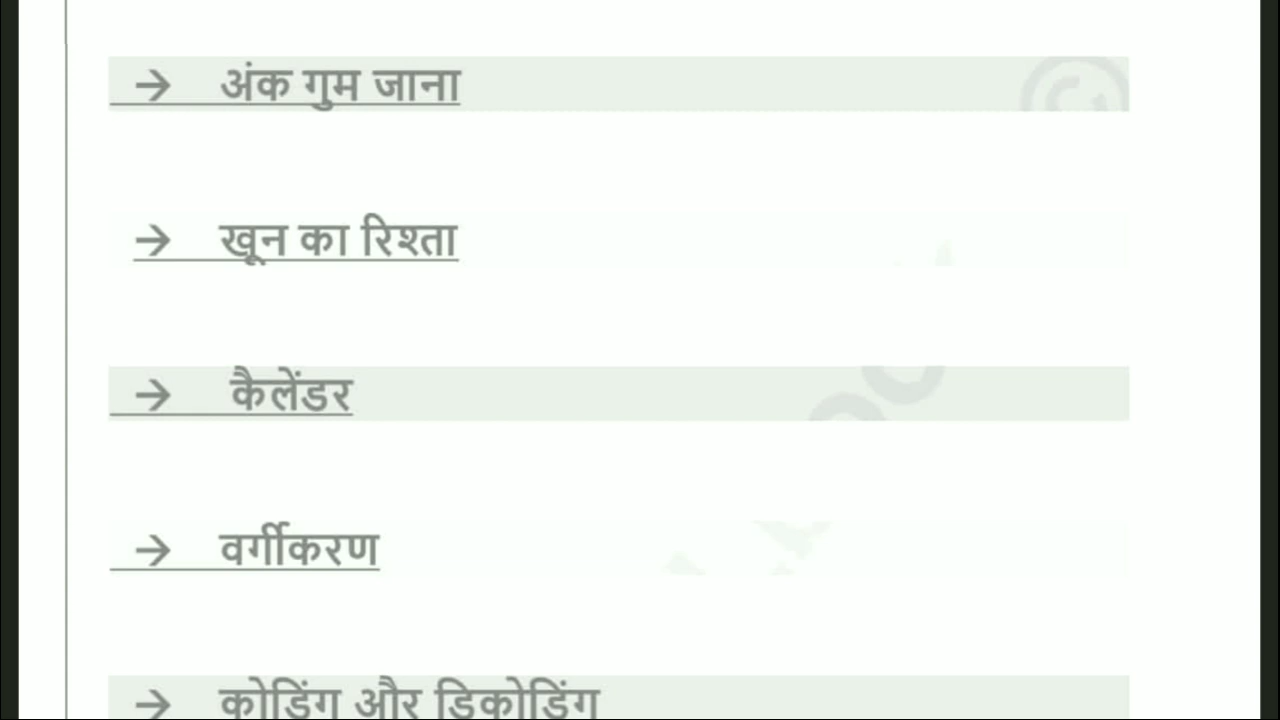 → अंक गुम जाना
→ खून का रिश्ता
→ कैलेंडर
→ वर्गीकरण
→ कोडिंग और डिकोडिंग